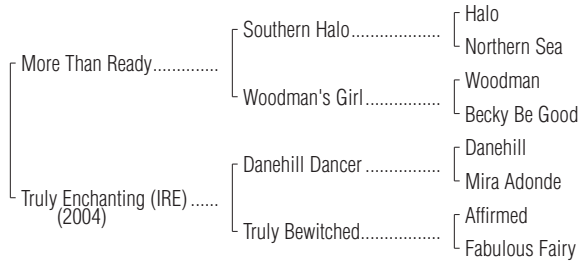 Halo
Southern Halo...................
Northern Sea
More Than Ready..............
Woodman
Woodman's Girl................
Becky Be Good
Danehill
Danehill Dancer................
Mira Adonde
Truly Enchanting (IRE)......
(2004)
Affirmed
Truly Bewitched.................
Fabulous Fairy